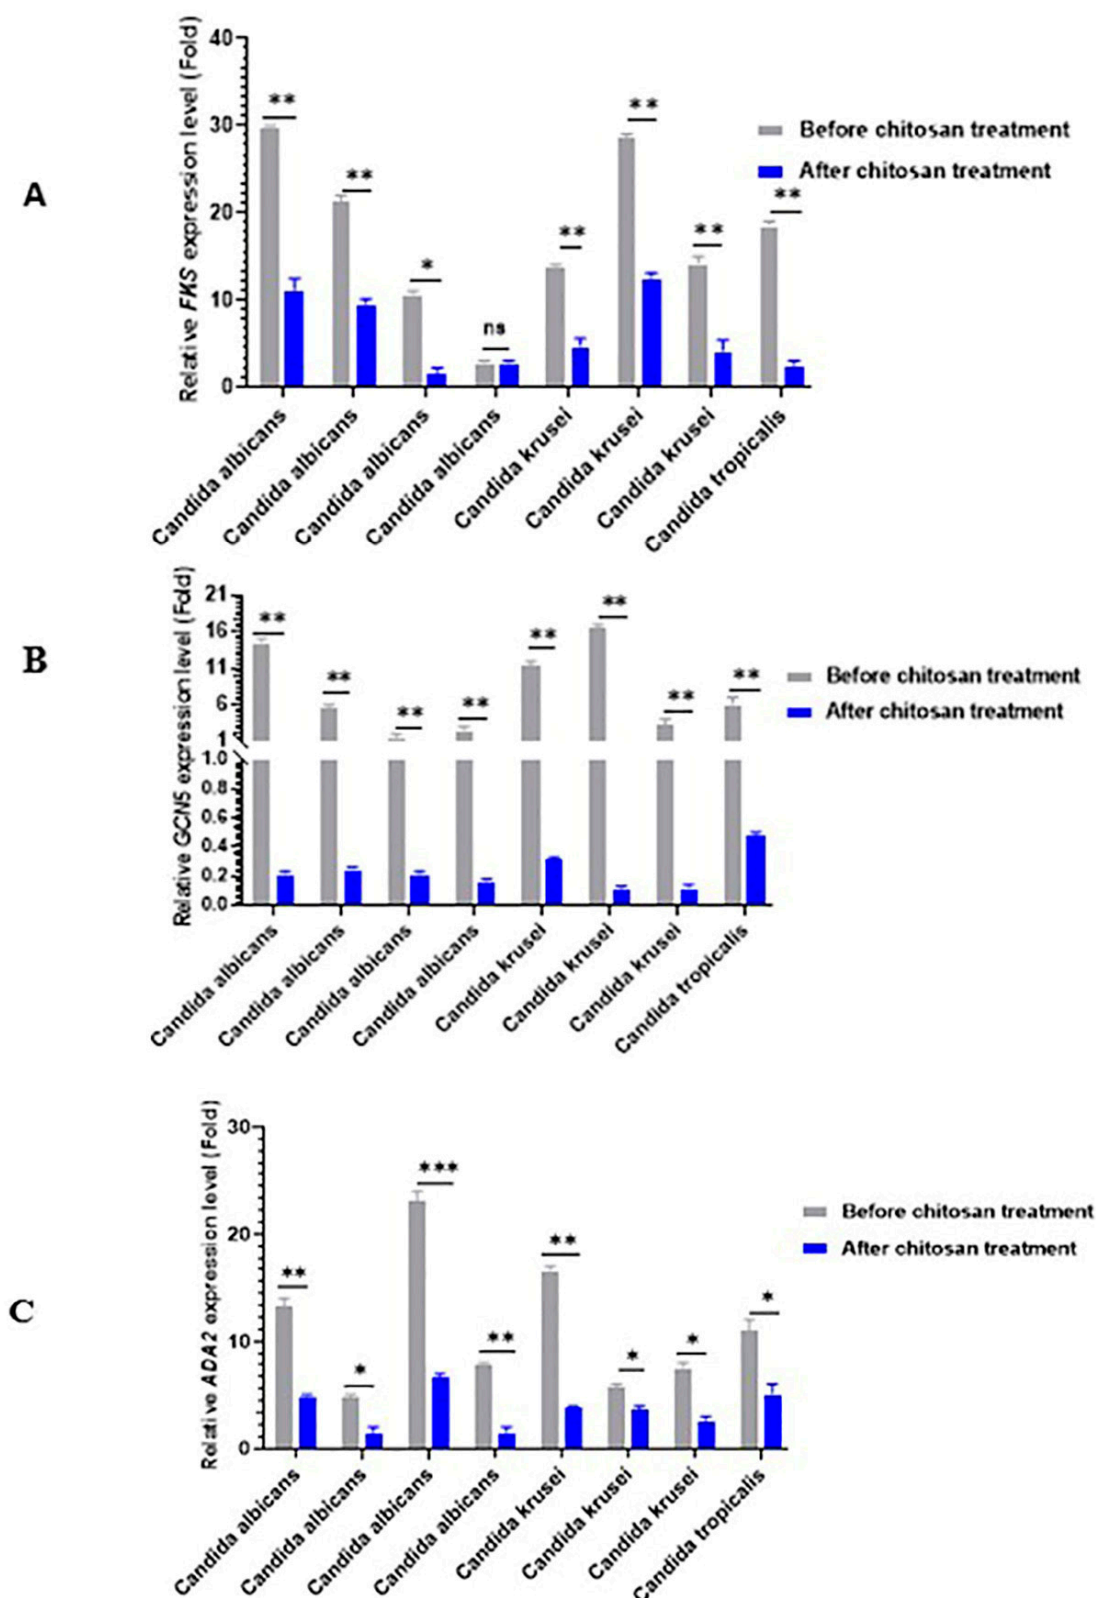 A
Relative FKS expression level (Fold)
40
30
20
10
0
**
**
*
ns
**
**
**
**
Before chitosan treatment
After chitosan treatment
Candida albicans
Candida albicans
Candida albicans
Candida albicans
Candida krusei
Candida krusei
Candida krusei
Candida tropicalis
B
Relative GCN5 expression level (Fold)
21
16
11
6
1
1.0
0.8
0.6
0.4
0.2
0.0
**
**
**
**
**
**
**
**
Before chitosan treatment
After chitosan treatment
Candida albicans
Candida albicans
Candida albicans
Candida albicans
Candida krusei
Candida krusei
Candida krusei
Candida tropicalis
C
Relative ADA2 expression level (Fold)
30
20
10
0
**
*
***
**
**
*
*
*
Before chitosan treatment
After chitosan treatment
Candida albicans
Candida albicans
Candida albicans
Candida albicans
Candida krusei
Candida krusei
Candida krusei
Candida tropicalis